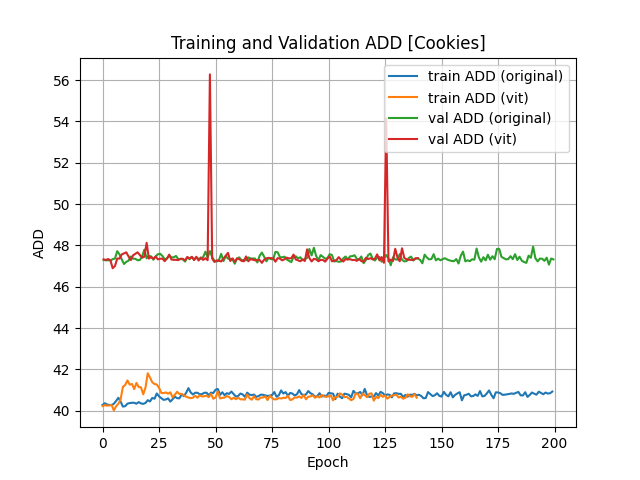 Training and Validation ADD [Cookies]
train ADD (original)
train ADD (vit)
val ADD (original)
val ADD (vit)
ADD
56
54
52
50
48
46
44
42
40
0 25 50 75 100 125 150 175 200
Epoch